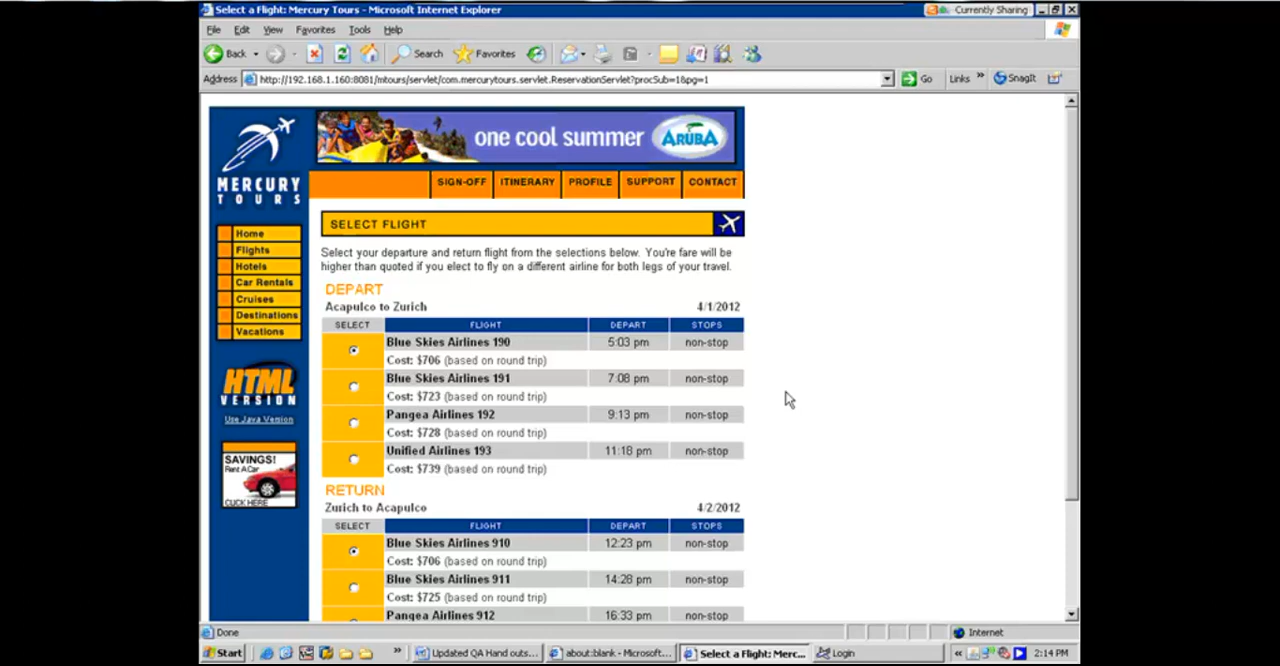 Select a Flight: Mercury Tours - Microsoft Internet Explorer
Currently Sharing
File Edit View Favorites Tools Help
Back Search Favorites
Address http://192.168.1.160:8081/mtours/servlet/com.mercurytours.servlet.ReservationServlet?procSub=1&pg=1 Go Links » SnagIt
MERCURY
TOURS
one cool summer ARUBA
SIGN-OFF ITINERARY PROFILE SUPPORT CONTACT
Home
Flights
Hotels
Car Rentals
Cruises
Destinations
Vacations
HTML
VERSION
Use Java Version
SAVINGS!
Rent A Car
CLICK HERE
SELECT FLIGHT
Select your departure and return flight from the selections below. You're fare will be
higher than quoted if you elect to fly on a different airline for both legs of your travel.
DEPART
Acapulco to Zurich 4/1/2012
SELECT FLIGHT DEPART STOPS
Blue Skies Airlines 190 5:03 pm non-stop
Cost: $706 (based on round trip)
Blue Skies Airlines 191 7:08 pm non-stop
Cost: $723 (based on round trip)
Pangea Airlines 192 9:13 pm non-stop
Cost: $728 (based on round trip)
Unified Airlines 193 11:18 pm non-stop
Cost: $739 (based on round trip)
RETURN
Zurich to Acapulco 4/2/2012
SELECT FLIGHT DEPART STOPS
Blue Skies Airlines 910 12:23 pm non-stop
Cost: $706 (based on round trip)
Blue Skies Airlines 911 14:28 pm non-stop
Cost: $725 (based on round trip)
Pangea Airlines 912 16:33 pm non-stop
Done Internet
Start » Updated QA Hand outs... about:blank - Microsoft... Select a Flight: Merc... Login « 2:14 PM